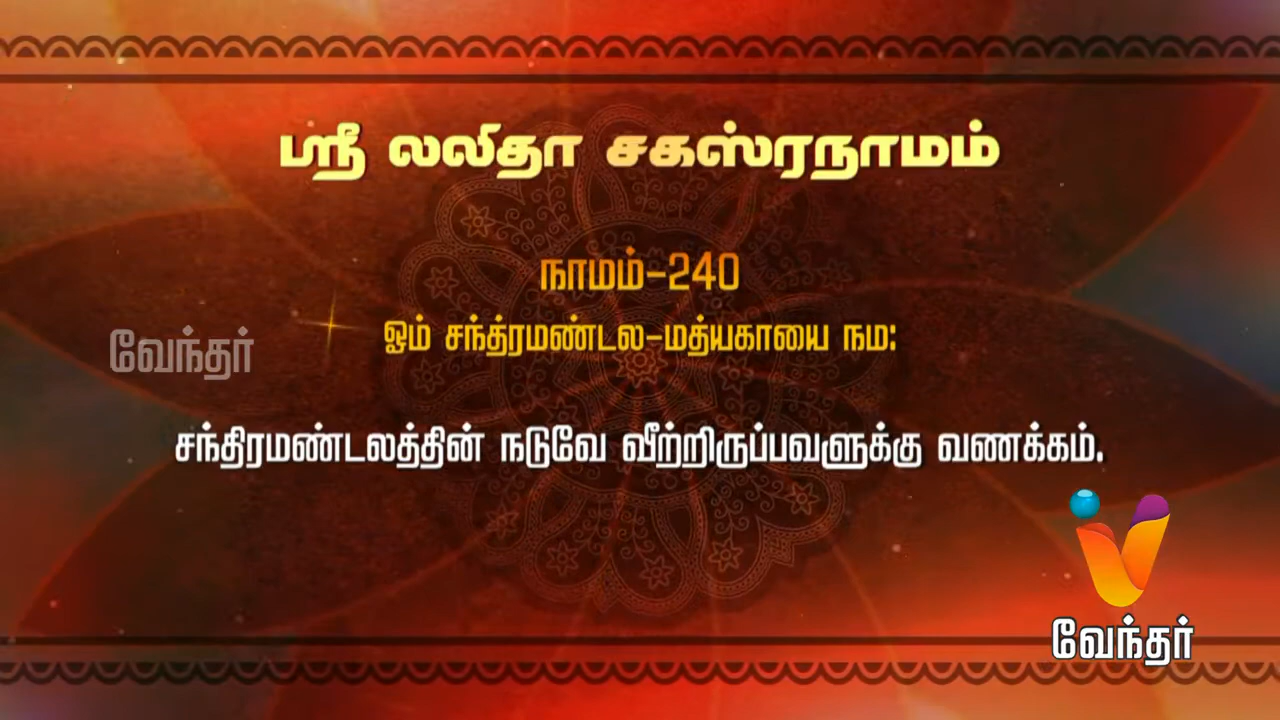 ஸ்ரீ லலிதா சகஸ்ரநாமம்
நாமம்-240
ஓம் சந்த்ரமண்டல-மத்யகாயை நம:
வேந்தர்
சந்திரமண்டலத்தின் நடுவே வீற்றிருப்பவளுக்கு வணக்கம்.
வேந்தர்